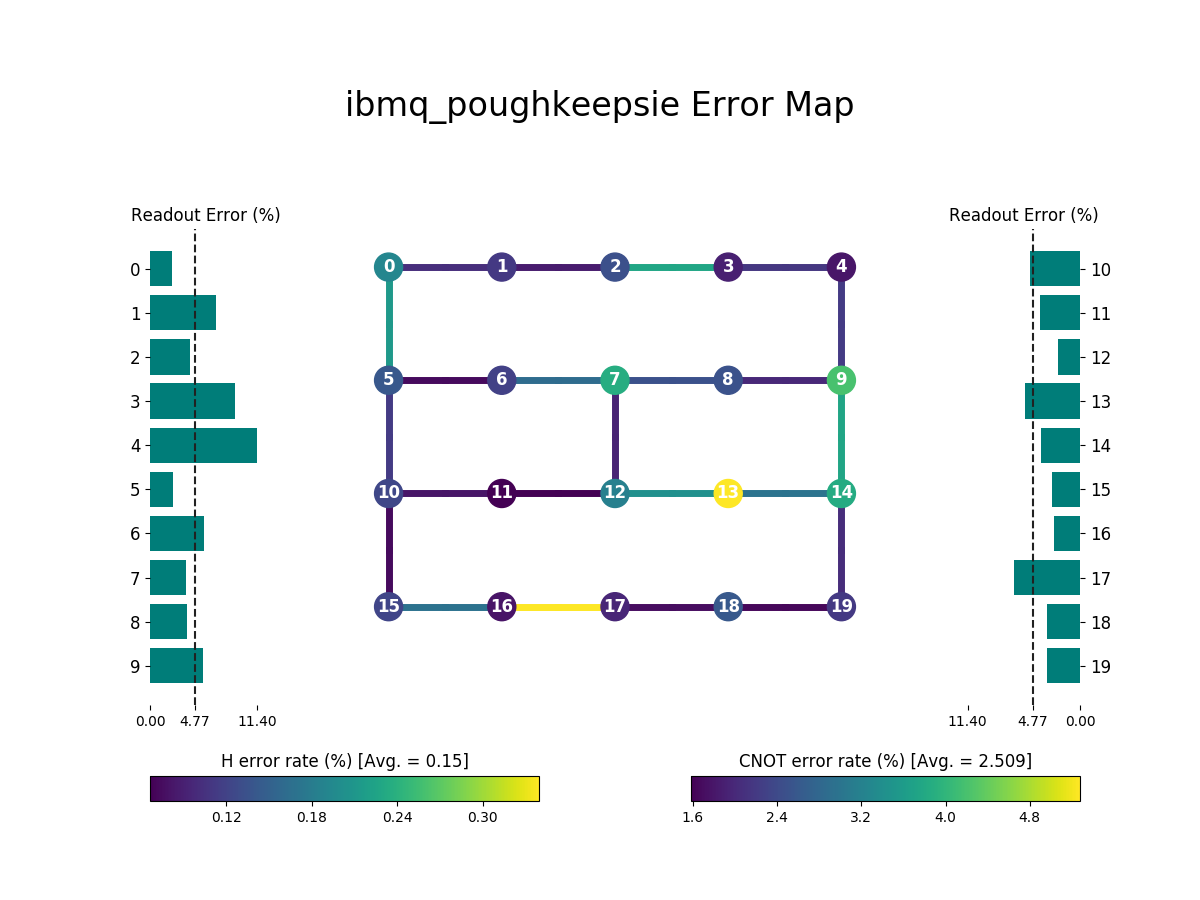 ibmq_poughkeepsie Error Map
Readout Error (%)
0
1
2
3
4
5
6
7
8
9
0.00 4.77 11.40
0 1 2 3 4
5 6 7 8 9
10 11 12 13 14
15 16 17 18 19
Readout Error (%)
10
11
12
13
14
15
16
17
18
19
11.40 4.77 0.00
H error rate (%) [Avg. = 0.15]
0.12 0.18 0.24 0.30
CNOT error rate (%) [Avg. = 2.509]
1.6 2.4 3.2 4.0 4.8